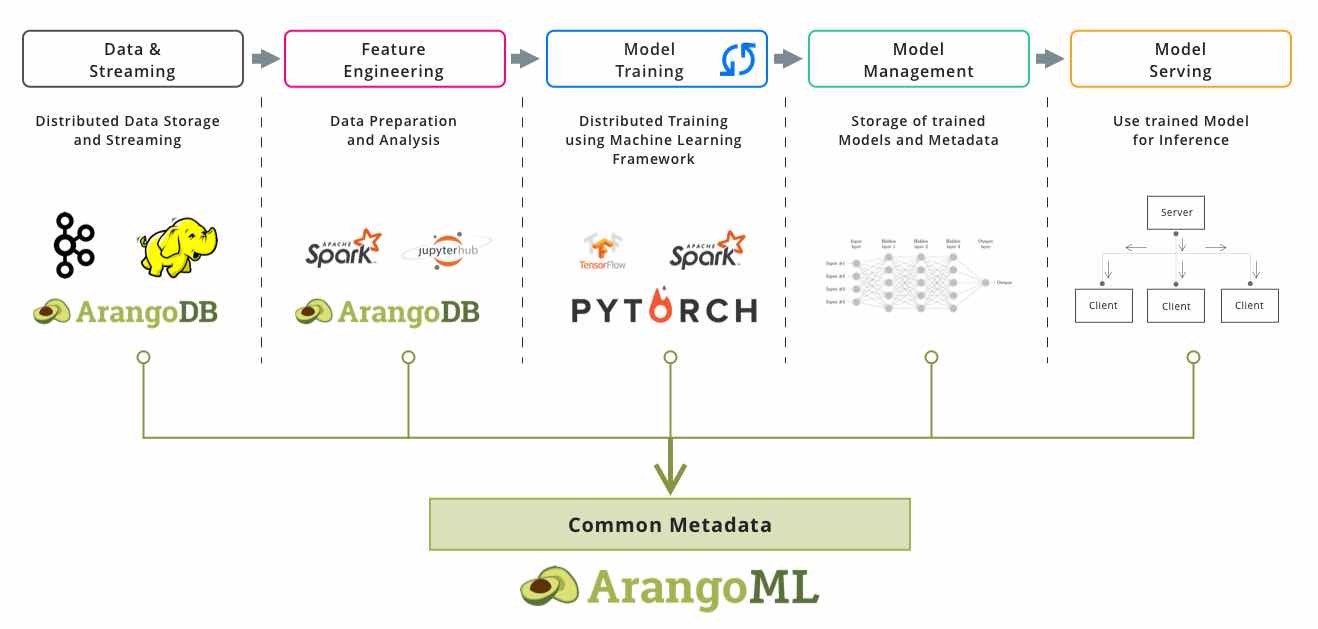 Data &
Streaming
Feature
Engineering
Model
Training
Model
Management
Model
Serving
Distributed Data Storage
and Streaming
Data Preparation
and Analysis
Distributed Training
using Machine Learning
Framework
Storage of trained
Models and Metadata
Use trained Model
for Inference
ArangoDB
APACHE
Spark
jupyterhub
ArangoDB
TensorFlow
APACHE
Spark
PYTORCH
Input
layer
Hidden
layer 1
Hidden
layer 2
Hidden
layer 3
Output
layer
Input #1
Input #2
Input #3
Input #4
Output
Server
Client
Client
Client
Common Metadata
ArangoML